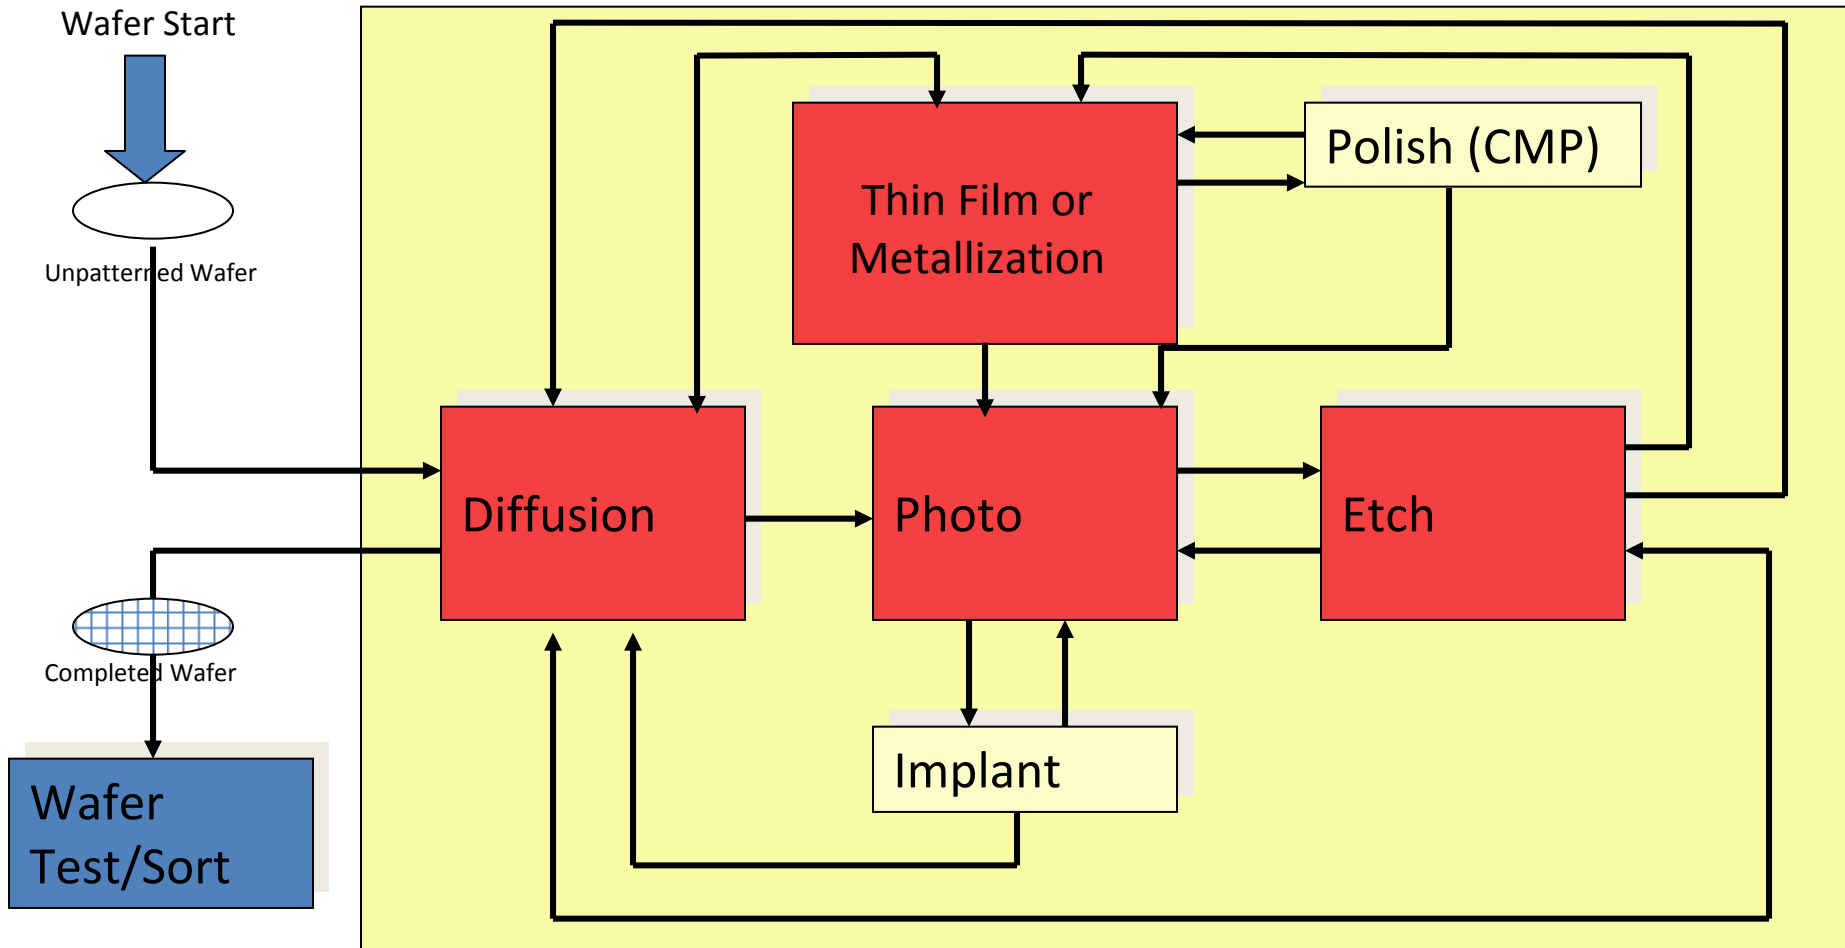 Wafer Start
Unpatterned Wafer
Thin Film or
Metallization
Polish (CMP)
Diffusion
Photo
Etch
Completed Wafer
Implant
Wafer
Test/Sort